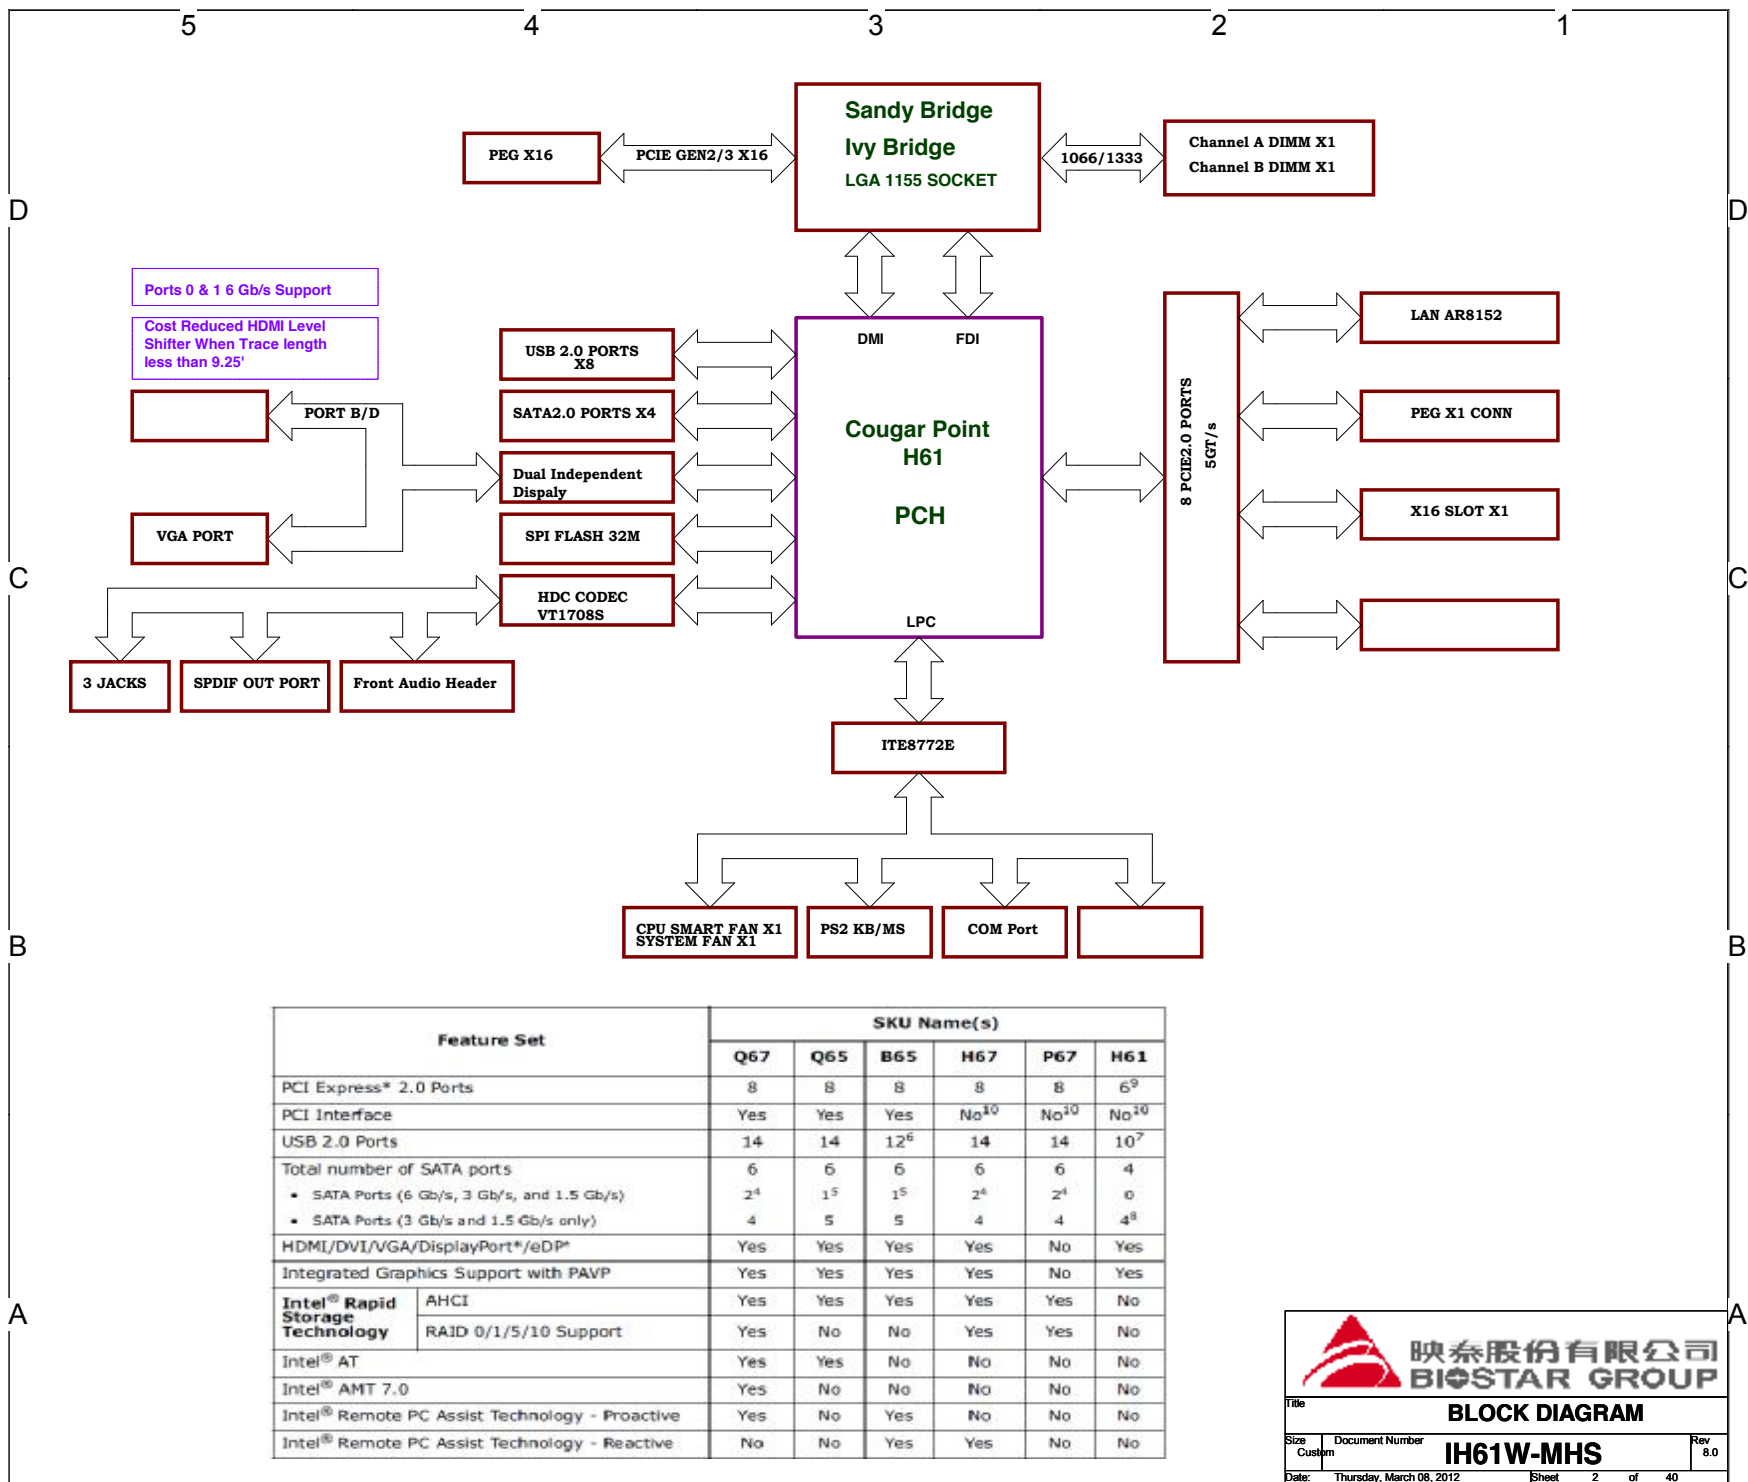 5 4 3 2 1
Sandy Bridge
Ivy Bridge
LGA 1155 SOCKET
PEG X16
PCIE GEN2/3 X16
1066/1333
Channel A DIMM X1
Channel B DIMM X1
D D
Ports 0 & 1 6 Gb/s Support
Cost Reduced HDMI Level
Shifter When Trace length
less than 9.25'
DMI FDI
USB 2.0 PORTS
X8
LAN AR8152
PORT B/D
SATA2.0 PORTS X4
Cougar Point
H61
PCH
8 PCIE2.0 PORTS
5GT/s
PEG X1 CONN
Dual Independent
Dispaly
VGA PORT
SPI FLASH 32M
X16 SLOT X1
C C
HDC CODEC
VT1708S
LPC
3 JACKS
SPDIF OUT PORT
Front Audio Header
ITE8772E
CPU SMART FAN X1
SYSTEM FAN X1
PS2 KB/MS
COM Port
B B
Feature Set SKU Name(s)
Q67 Q65 B65 H67 P67 H61
PCI Express* 2.0 Ports 8 8 8 8 8 6⁹
PCI Interface Yes Yes Yes No¹⁰ No¹⁰ No¹⁰
USB 2.0 Ports 14 14 12⁶ 14 14 10⁷
Total number of SATA ports 6 6 6 6 6 4
• SATA Ports (6 Gb/s, 3 Gb/s, and 1.5 Gb/s) 2⁴ 1⁵ 1⁵ 2⁴ 2⁴ 0
• SATA Ports (3 Gb/s and 1.5 Gb/s only) 4 5 5 4 4 4⁸
HDMI/DVI/VGA/DisplayPort*/eDP* Yes Yes Yes Yes No Yes
Integrated Graphics Support with PAVP Yes Yes Yes Yes No Yes
Intel® Rapid Storage Technology AHCI Yes Yes Yes Yes Yes No
RAID 0/1/5/10 Support Yes No No Yes Yes No
Intel® AT Yes Yes No No No No
Intel® AMT 7.0 Yes No No No No No
Intel® Remote PC Assist Technology - Proactive Yes No Yes No No No
Intel® Remote PC Assist Technology - Reactive No No Yes Yes No No
A A
映泰股份有限公司
BIOSTAR GROUP
Title
BLOCK DIAGRAM
Size Custom
Document Number
IH61W-MHS
Rev
8.0
Date: Thursday, March 08, 2012 Sheet 2 of 40